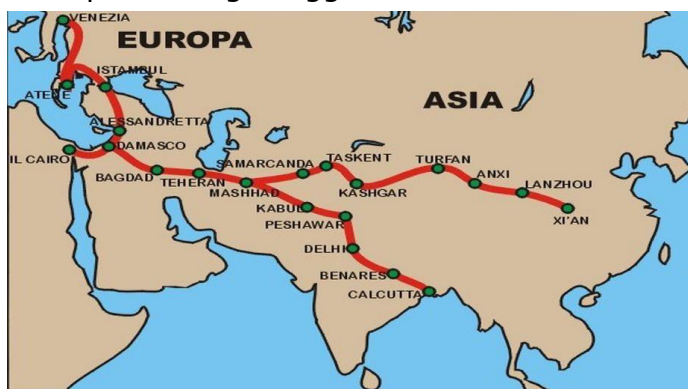 VENEZIA
EUROPA
ISTAMBUL
ATENE
ASIA
ALESSANDRETTA
DAMASCO
IL CAIRO
BAGDAD
TEHERAN
MASHHAD
SAMARCANDA
TASKENT
KASHGAR
TURFAN
ANXI
LANZHOU
XI'AN
KABUL
PESHAWAR
DELHI
BENARES
CALCUTTA